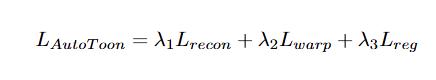 L_{AutoToon} = λ_1 L_{recon} + λ_2 L_{warp} + λ_3 L_{reg}